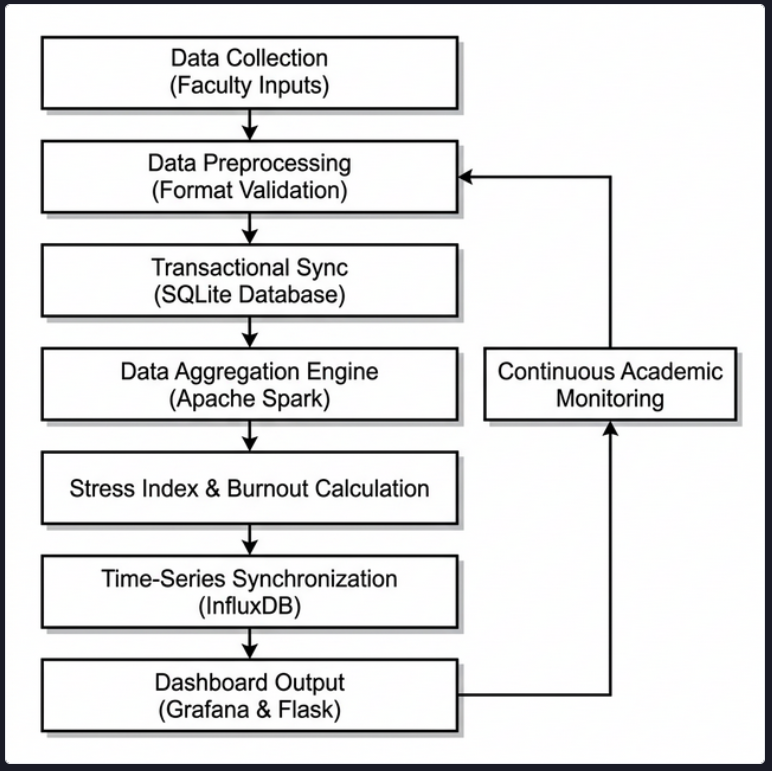 Data Collection
(Faculty Inputs)
Data Preprocessing
(Format Validation)
Transactional Sync
(SQLite Database)
Data Aggregation Engine
(Apache Spark)
Continuous Academic
Monitoring
Stress Index & Burnout Calculation
Time-Series Synchronization
(InfluxDB)
Dashboard Output
(Grafana & Flask)